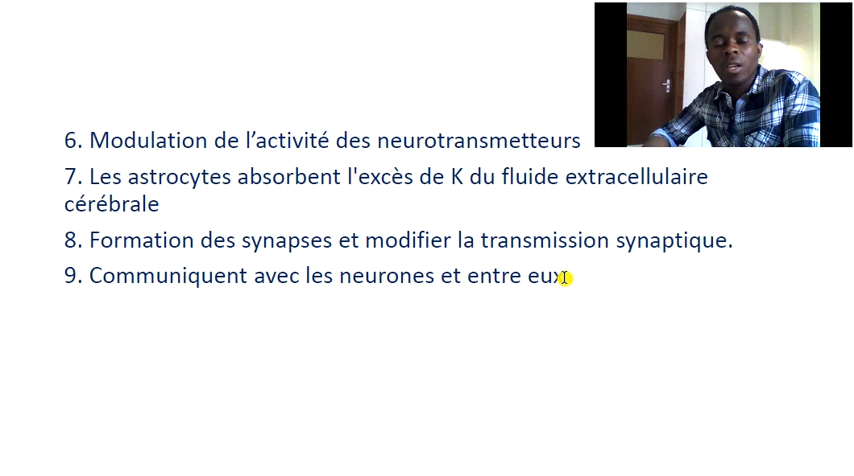 6. Modulation de l’activité des neurotransmetteurs
7. Les astrocytes absorbent l'excès de K du fluide extracellulaire
cérébrale
8. Formation des synapses et modifier la transmission synaptique.
9. Communiquent avec les neurones et entre eux